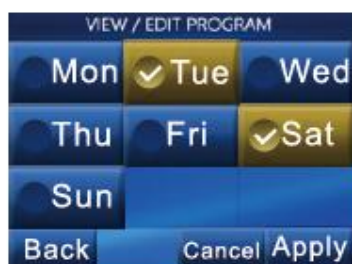 VIEW / EDIT PROGRAM
Mon Tue Wed
Thu Fri Sat
Sun
Back Cancel Apply